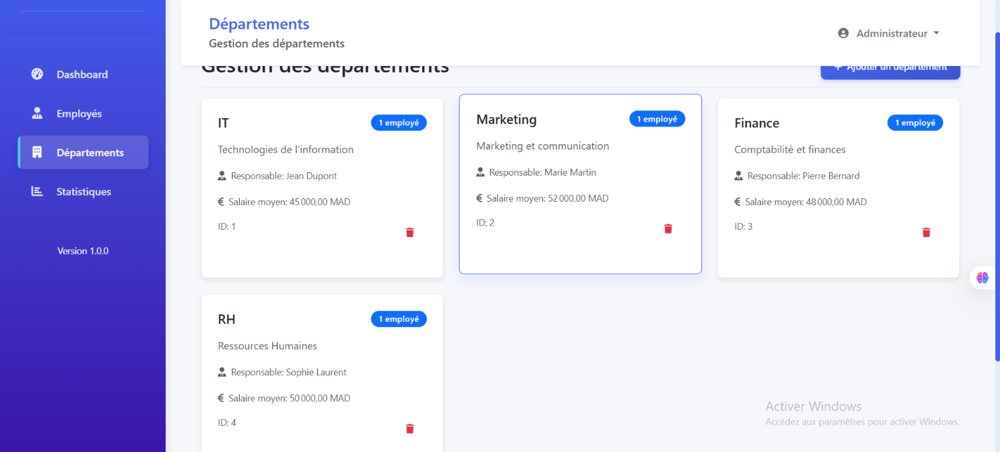 Départements
Gestion des départements
Administrateur
Gestion des départements
Ajouter un département
Dashboard
Employés
Départements
Statistiques
Version 1.0.0
IT
1 employé
Technologies de l'information
Responsable: Jean Dupont
€ Salaire moyen: 45 000,00 MAD
ID: 1
Marketing
1 employé
Marketing et communication
Responsable: Marie Martin
€ Salaire moyen: 52 000,00 MAD
ID: 2
Finance
1 employé
Comptabilité et finances
Responsable: Pierre Bernard
€ Salaire moyen: 48 000,00 MAD
ID: 3
RH
1 employé
Ressources Humaines
Responsable: Sophie Laurent
€ Salaire moyen: 50 000,00 MAD
ID: 4
Activer Windows
Accédez aux paramètres pour activer Windows.